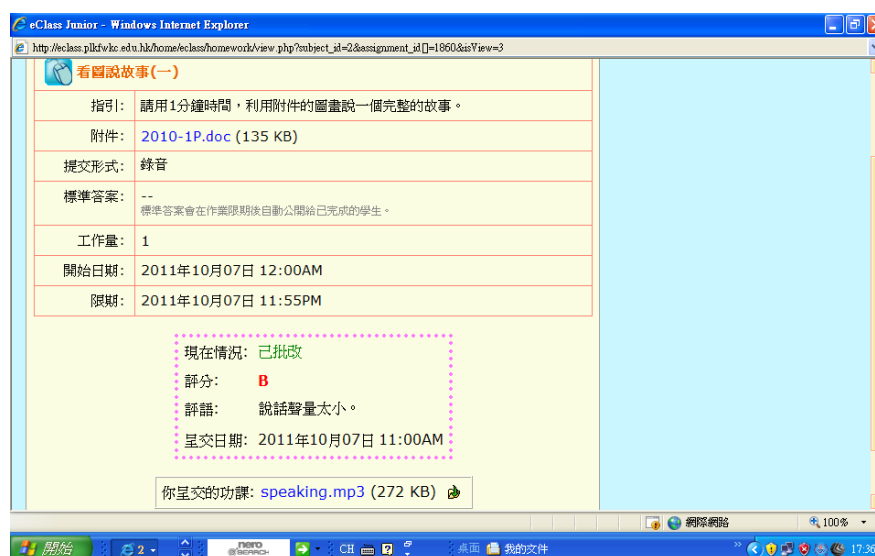 eClass Junior - Windows Internet Explorer
http://eclass.plkfwkc.edu.hk/home/eclass/homework/view.php?subject_id=2&assignment_id[]=1860&isView=3
看圖說故事(一)
指引: 請用1分鐘時間，利用附件的圖畫說一個完整的故事。
附件: 2010-1P.doc (135 KB)
提交形式: 錄音
標準答案: --
標準答案會在作業限期後自動公開給已完成的學生。
工作量: 1
開始日期: 2011年10月07日 12:00AM
限期: 2011年10月07日 11:55PM
現在情況: 已批改
評分: B
評語: 說話聲量太小。
呈交日期: 2011年10月07日 11:00AM
你呈交的功課: speaking.mp3 (272 KB)
網際網路 100%
開始 2 nero SEARCH CH 桌面 我的文件 17:36